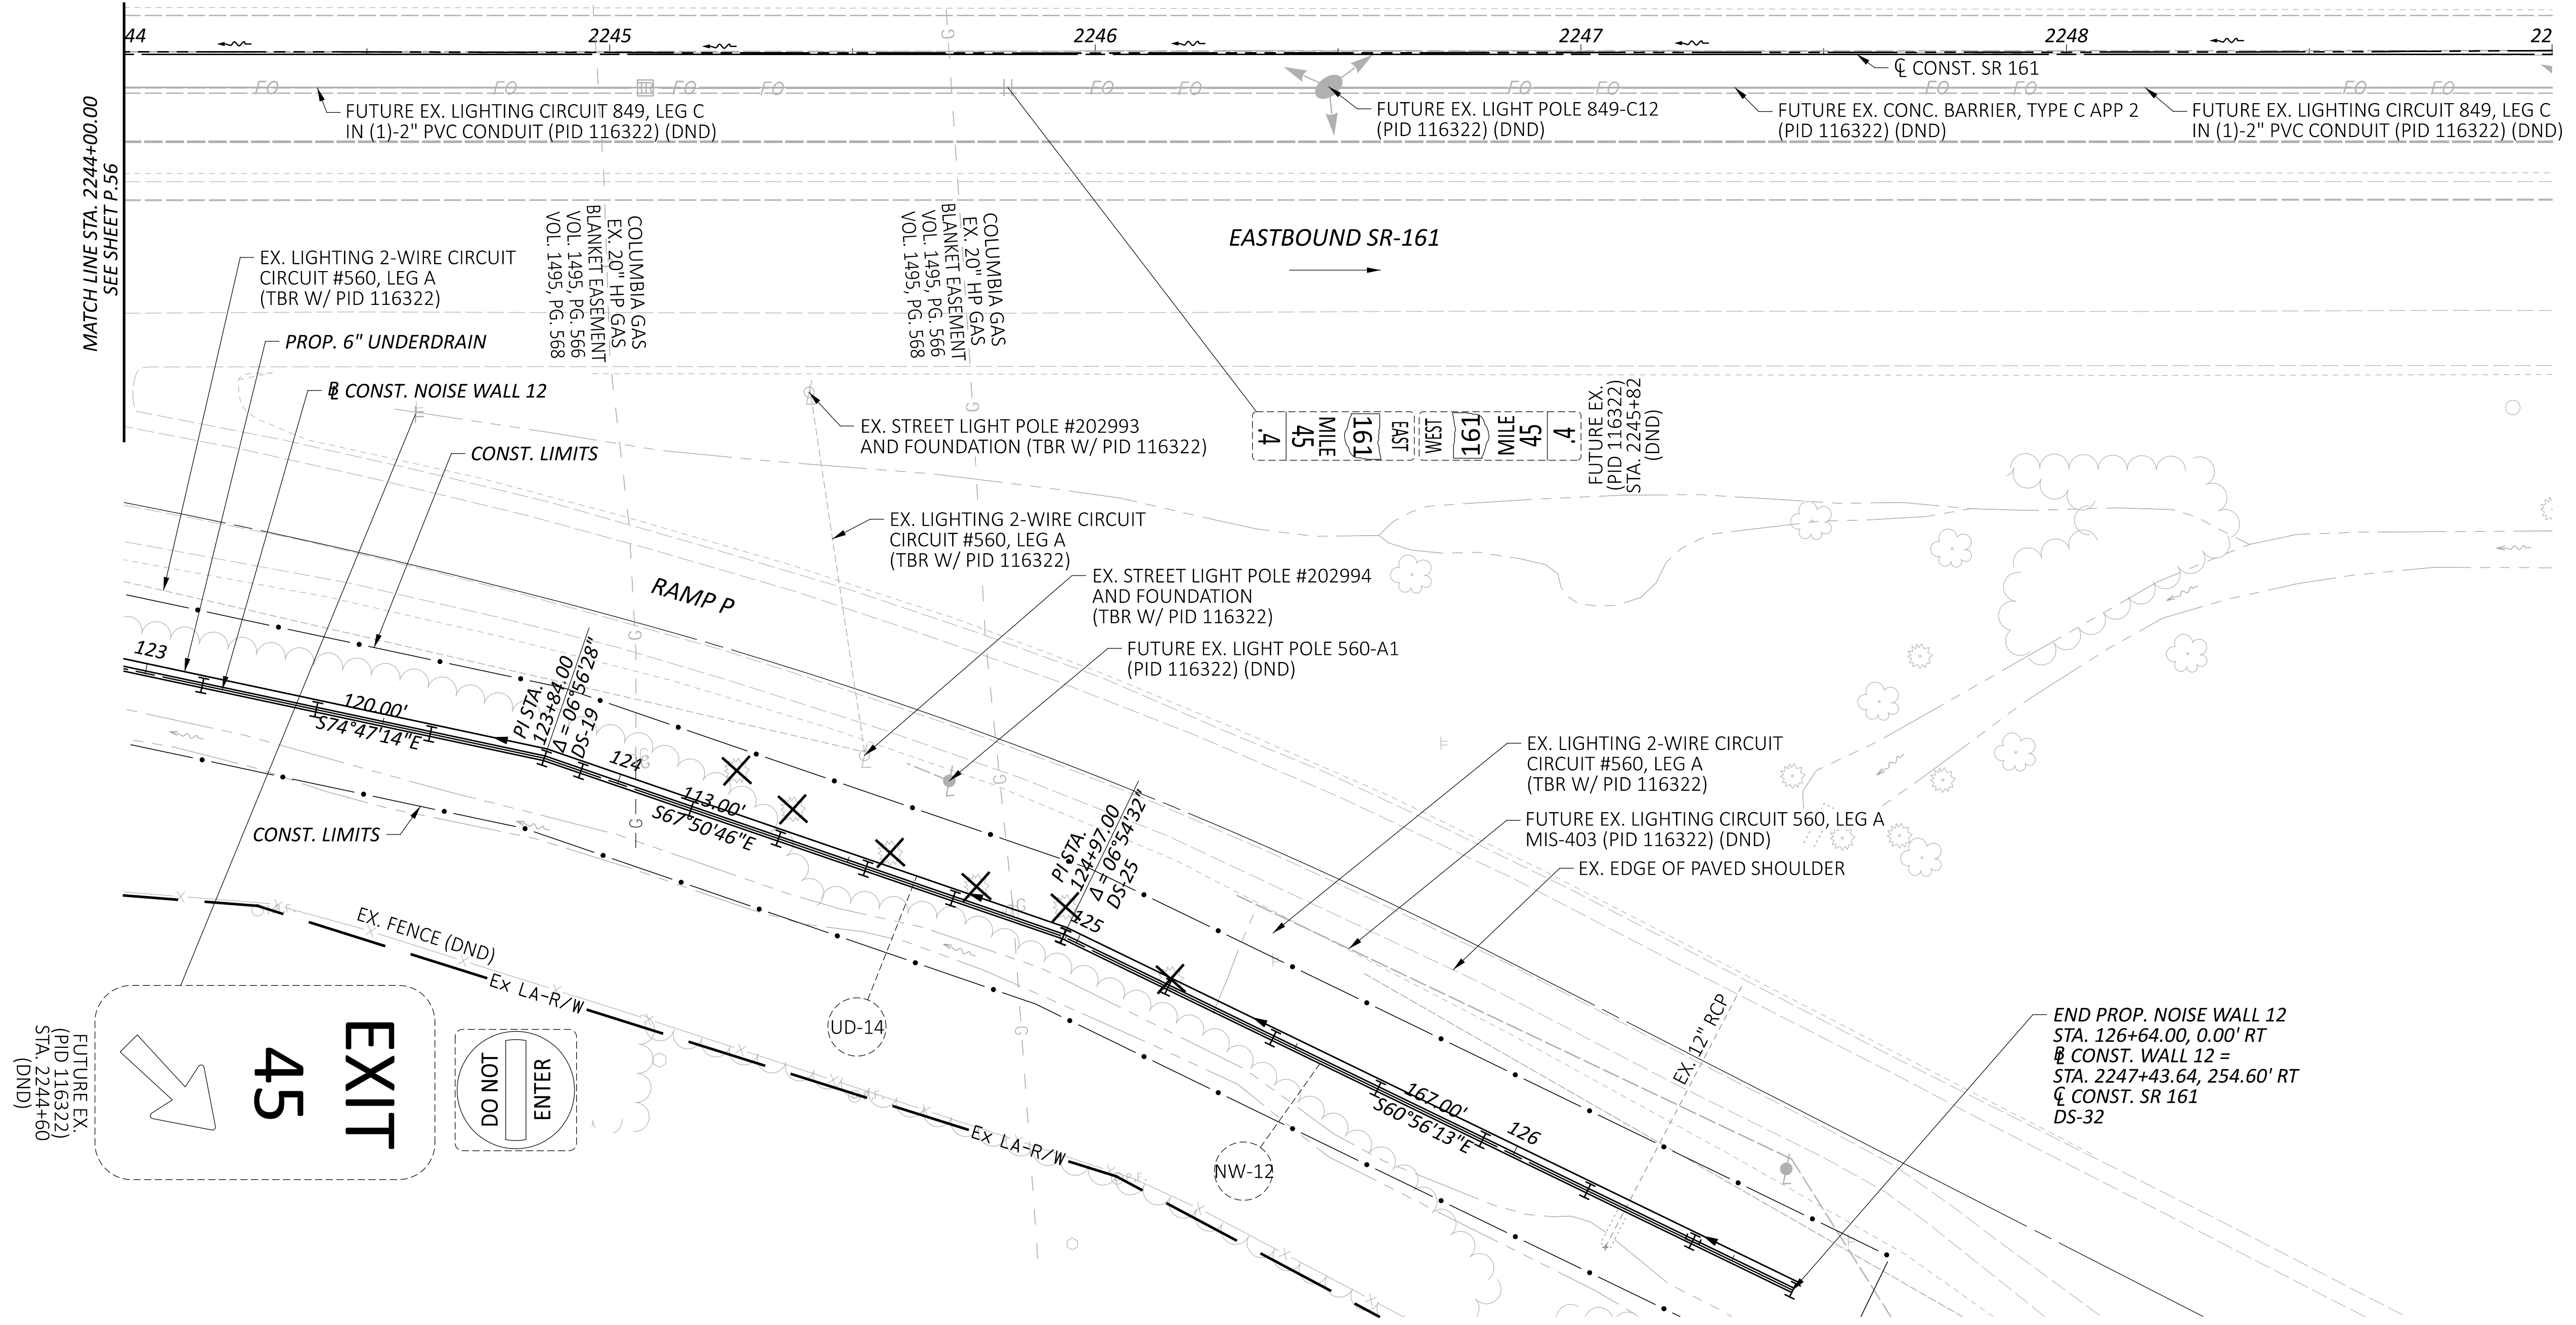 44
2245
2246
2247
2248
22
G
FO
FO
FO
FO
FO
FO
FO
FO
FO
FO
FO
FO
℄ CONST. SR 161
FUTURE EX. LIGHTING CIRCUIT 849, LEG C
IN (1)-2" PVC CONDUIT (PID 116322) (DND)
FUTURE EX. LIGHT POLE 849-C12
(PID 116322) (DND)
FUTURE EX. CONC. BARRIER, TYPE C APP 2
(PID 116322) (DND)
FUTURE EX. LIGHTING CIRCUIT 849, LEG C
IN (1)-2" PVC CONDUIT (PID 116322) (DND)
MATCH LINE STA. 2244+00.00
SEE SHEET P.56
EX. LIGHTING 2-WIRE CIRCUIT
CIRCUIT #560, LEG A
(TBR W/ PID 116322)
COLUMBIA GAS
EX. 20" HP GAS
BLANKET EASEMENT
VOL. 1495, PG. 566
VOL. 1495, PG. 568
COLUMBIA GAS
EX. 20" HP GAS
BLANKET EASEMENT
VOL. 1495, PG. 566
VOL. 1495, PG. 568
EASTBOUND SR-161
PROP. 6" UNDERDRAIN
BL CONST. NOISE WALL 12
CONST. LIMITS
G
EX. STREET LIGHT POLE #202993
AND FOUNDATION (TBR W/ PID 116322)
EAST
161
MILE
45
.4
WEST
161
MILE
45
.4
FUTURE EX.
(PID 116322)
STA. 2245+82
(DND)
EX. LIGHTING 2-WIRE CIRCUIT
CIRCUIT #560, LEG A
(TBR W/ PID 116322)
RAMP P
EX. STREET LIGHT POLE #202994
AND FOUNDATION
(TBR W/ PID 116322)
FUTURE EX. LIGHT POLE 560-A1
(PID 116322) (DND)
G
123
120.00'
S74°47'14"E
PI STA.
123+84.00
Δ = 06°56'28"
DS-19
124
113.00'
S67°50'46"E
G
G
PI STA.
124+97.00
Δ = 06°54'32"
DS-25
125
G
CONST. LIMITS
EX. LIGHTING 2-WIRE CIRCUIT
CIRCUIT #560, LEG A
(TBR W/ PID 116322)
FUTURE EX. LIGHTING CIRCUIT 560, LEG A
MIS-403 (PID 116322) (DND)
EX. EDGE OF PAVED SHOULDER
EX. FENCE (DND)
Ex LA-R/W
UD-14
G
EX. 12" RCP
END PROP. NOISE WALL 12
STA. 126+64.00, 0.00' RT
BL CONST. WALL 12 =
STA. 2247+43.64, 254.60' RT
℄ CONST. SR 161
DS-32
FUTURE EX.
(PID 116322)
STA. 2244+60
(DND)
EXIT
45
DO NOT
ENTER
Ex LA-R/W
NW-12
167.00'
S60°56'13"E
126